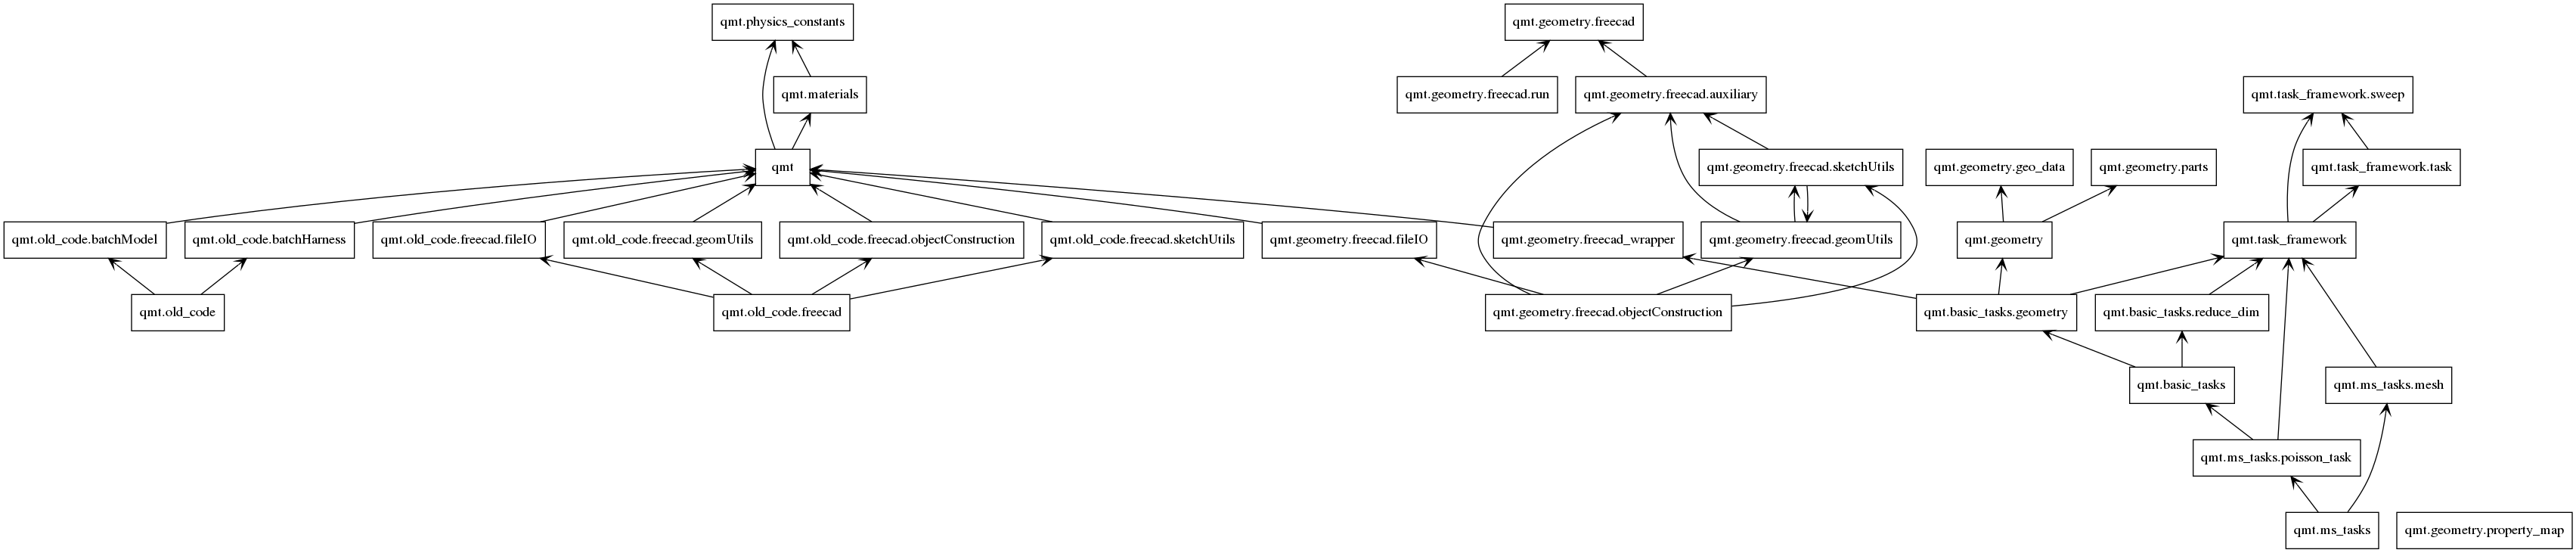 qmt.physics_constants
qmt.geometry.freecad
qmt.materials
qmt.geometry.freecad.run
qmt.geometry.freecad.auxiliary
qmt.task_framework.sweep
qmt
qmt.geometry.freecad.sketchUtils
qmt.geometry.geo_data
qmt.geometry.parts
qmt.task_framework.task
qmt.old_code.batchModel
qmt.old_code.batchHarness
qmt.old_code.freecad.fileIO
qmt.old_code.freecad.geomUtils
qmt.old_code.freecad.objectConstruction
qmt.old_code.freecad.sketchUtils
qmt.geometry.freecad.fileIO
qmt.geometry.freecad_wrapper
qmt.geometry.freecad.geomUtils
qmt.geometry
qmt.task_framework
qmt.old_code
qmt.old_code.freecad
qmt.geometry.freecad.objectConstruction
qmt.basic_tasks.geometry
qmt.basic_tasks.reduce_dim
qmt.basic_tasks
qmt.ms_tasks.mesh
qmt.ms_tasks.poisson_task
qmt.ms_tasks
qmt.geometry.property_map